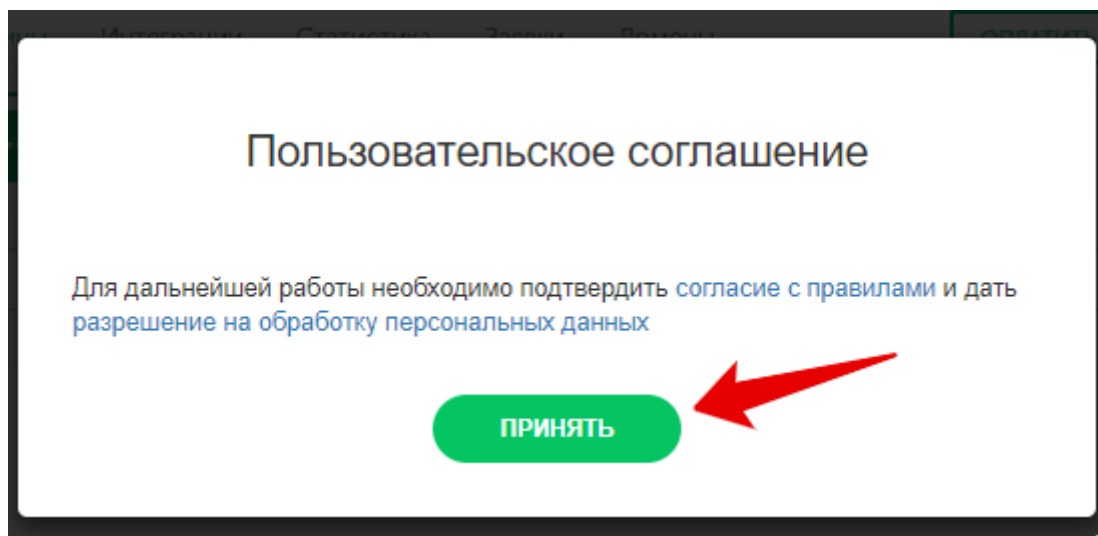 Пользовательское соглашение
Для дальнейшей работы необходимо подтвердить согласие с правилами и дать
разрешение на обработку персональных данных
ПРИНЯТЬ